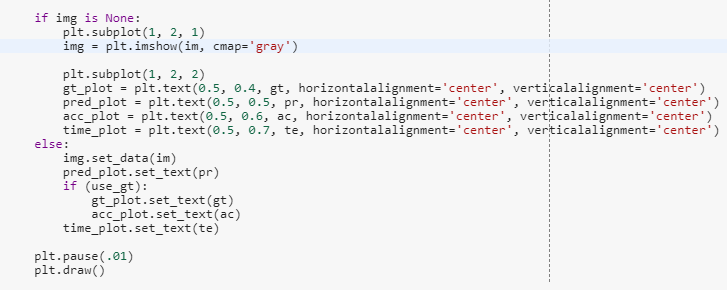 if img is None:
    plt.subplot(1, 2, 1)
    img = plt.imshow(im, cmap='gray')

    plt.subplot(1, 2, 2)
    gt_plot = plt.text(0.5, 0.4, gt, horizontalalignment='center', verticalalignment='center')
    pred_plot = plt.text(0.5, 0.5, pr, horizontalalignment='center', verticalalignment='center')
    acc_plot = plt.text(0.5, 0.6, ac, horizontalalignment='center', verticalalignment='center')
    time_plot = plt.text(0.5, 0.7, te, horizontalalignment='center', verticalalignment='center')
else:
    img.set_data(im)
    pred_plot.set_text(pr)
    if (use_gt):
        gt_plot.set_text(gt)
        acc_plot.set_text(ac)
    time_plot.set_text(te)

plt.pause(.01)
plt.draw()